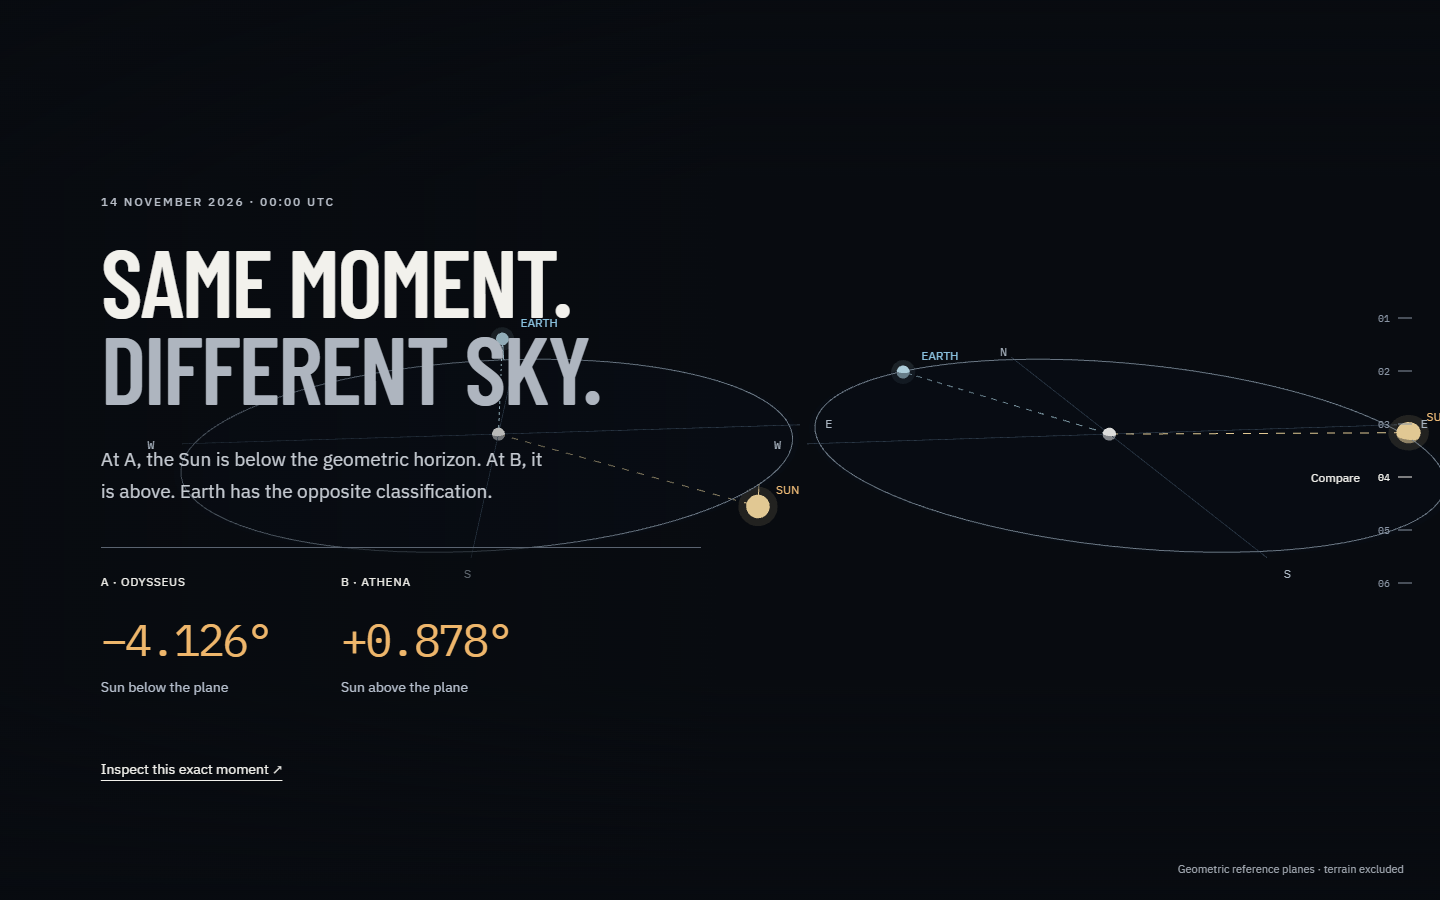 14 NOVEMBER 2026 · 00:00 UTC
SAME MOMENT.
DIFFERENT SKY.
At A, the Sun is below the geometric horizon. At B, it
is above. Earth has the opposite classification.
A · ODYSSEUS
−4.126°
Sun below the plane
B · ATHENA
+0.878°
Sun above the plane
Inspect this exact moment ↗
EARTH
W
W
SUN
S
EARTH
N
E
E
SU
S
01
02
03
Compare 04
05
06
Geometric reference planes · terrain excluded